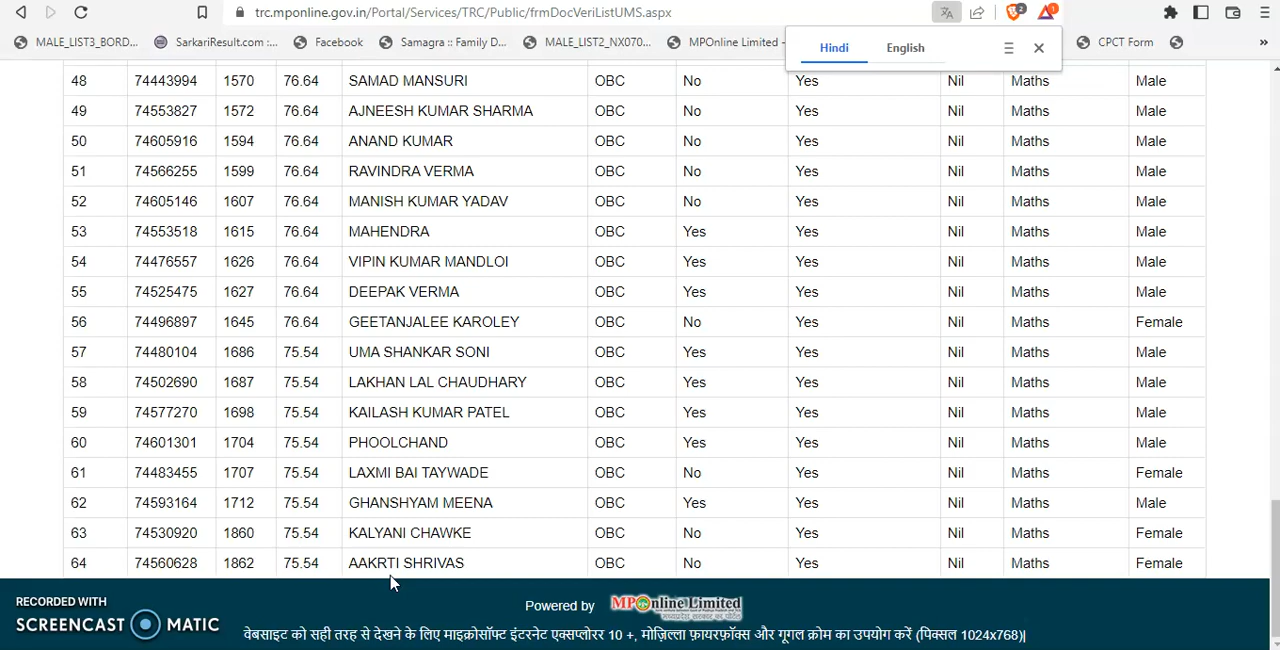 trc.mponline.gov.in/Portal/Services/TRC/Public/frmDocVeriListUMS.aspx 2 1
MALE_LIST3_BORD... SarkariResult.com :... Facebook Samagra :: Family D... MALE_LIST2_NX070... MPOnline Limited - Hindi English CPCT Form »
48 74443994 1570 76.64 SAMAD MANSURI OBC No Yes Nil Maths Male
49 74553827 1572 76.64 AJNEESH KUMAR SHARMA OBC No Yes Nil Maths Male
50 74605916 1594 76.64 ANAND KUMAR OBC No Yes Nil Maths Male
51 74566255 1599 76.64 RAVINDRA VERMA OBC No Yes Nil Maths Male
52 74605146 1607 76.64 MANISH KUMAR YADAV OBC No Yes Nil Maths Male
53 74553518 1615 76.64 MAHENDRA OBC Yes Yes Nil Maths Male
54 74476557 1626 76.64 VIPIN KUMAR MANDLOI OBC Yes Yes Nil Maths Male
55 74525475 1627 76.64 DEEPAK VERMA OBC Yes Yes Nil Maths Male
56 74496897 1645 76.64 GEETANJALEE KAROLEY OBC No Yes Nil Maths Female
57 74480104 1686 75.54 UMA SHANKAR SONI OBC Yes Yes Nil Maths Male
58 74502690 1687 75.54 LAKHAN LAL CHAUDHARY OBC Yes Yes Nil Maths Male
59 74577270 1698 75.54 KAILASH KUMAR PATEL OBC Yes Yes Nil Maths Male
60 74601301 1704 75.54 PHOOLCHAND OBC Yes Yes Nil Maths Male
61 74483455 1707 75.54 LAXMI BAI TAYWADE OBC No Yes Nil Maths Female
62 74593164 1712 75.54 GHANSHYAM MEENA OBC Yes Yes Nil Maths Male
63 74530920 1860 75.54 KALYANI CHAWKE OBC No Yes Nil Maths Female
64 74560628 1862 75.54 AAKRTI SHRIVAS OBC No Yes Nil Maths Female
RECORDED WITH
SCREENCAST MATIC
Powered by MPOnline Limited
वेबसाइट को सही तरह से देखने के लिए माइक्रोसॉफ्ट इंटरनेट एक्सप्लोरर 10 +, मोज़िल्ला फ़ायरफ़ॉक्स और गूगल क्रोम का उपयोग करें (पिक्सल 1024x768)|